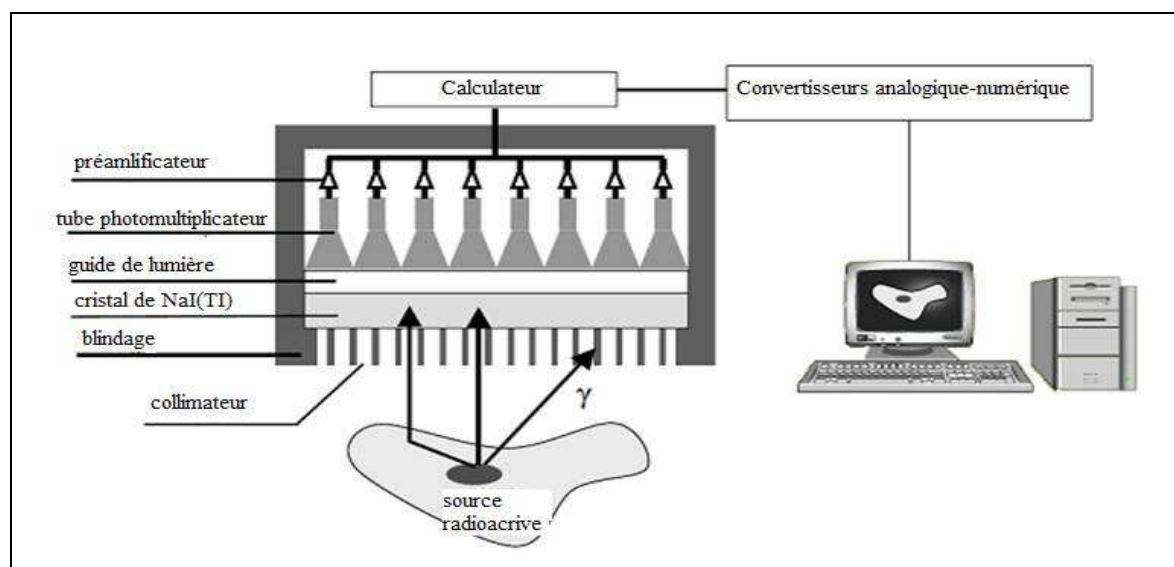 Calculateur
Convertisseurs analogique-numérique
préamlificateur
tube photomultiplicateur
guide de lumière
cristal de NaI(TI)
blindage
collimateur
γ
source
radioacrive